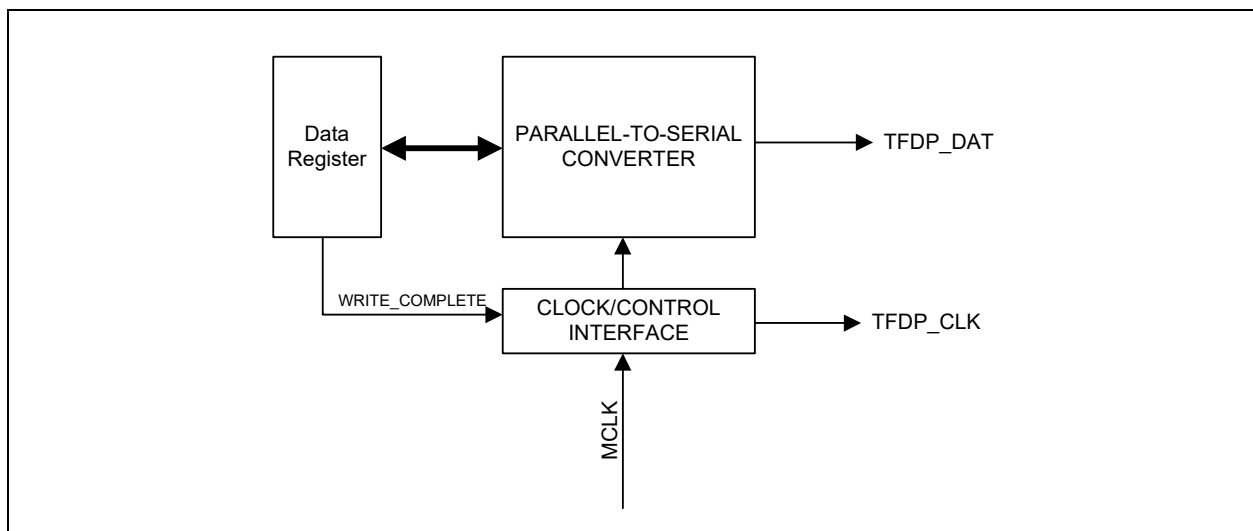 Data
Register
PARALLEL-TO-SERIAL
CONVERTER
TFDP_DAT
WRITE_COMPLETE
CLOCK/CONTROL
INTERFACE
TFDP_CLK
MCLK